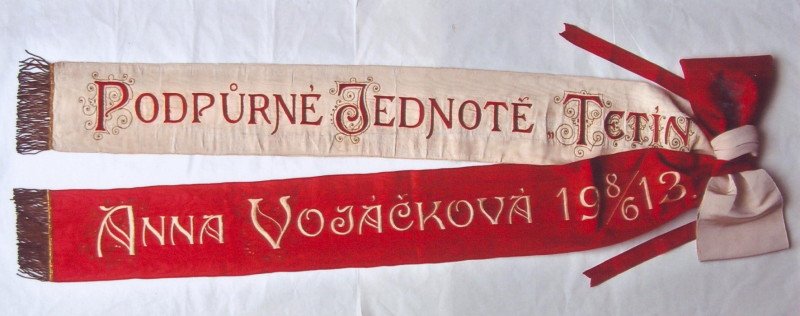 PODPŮRNÉ JEDNOTĚ „TETÍN
ANNA VOJÁČKOVÁ 19 8/6 13.